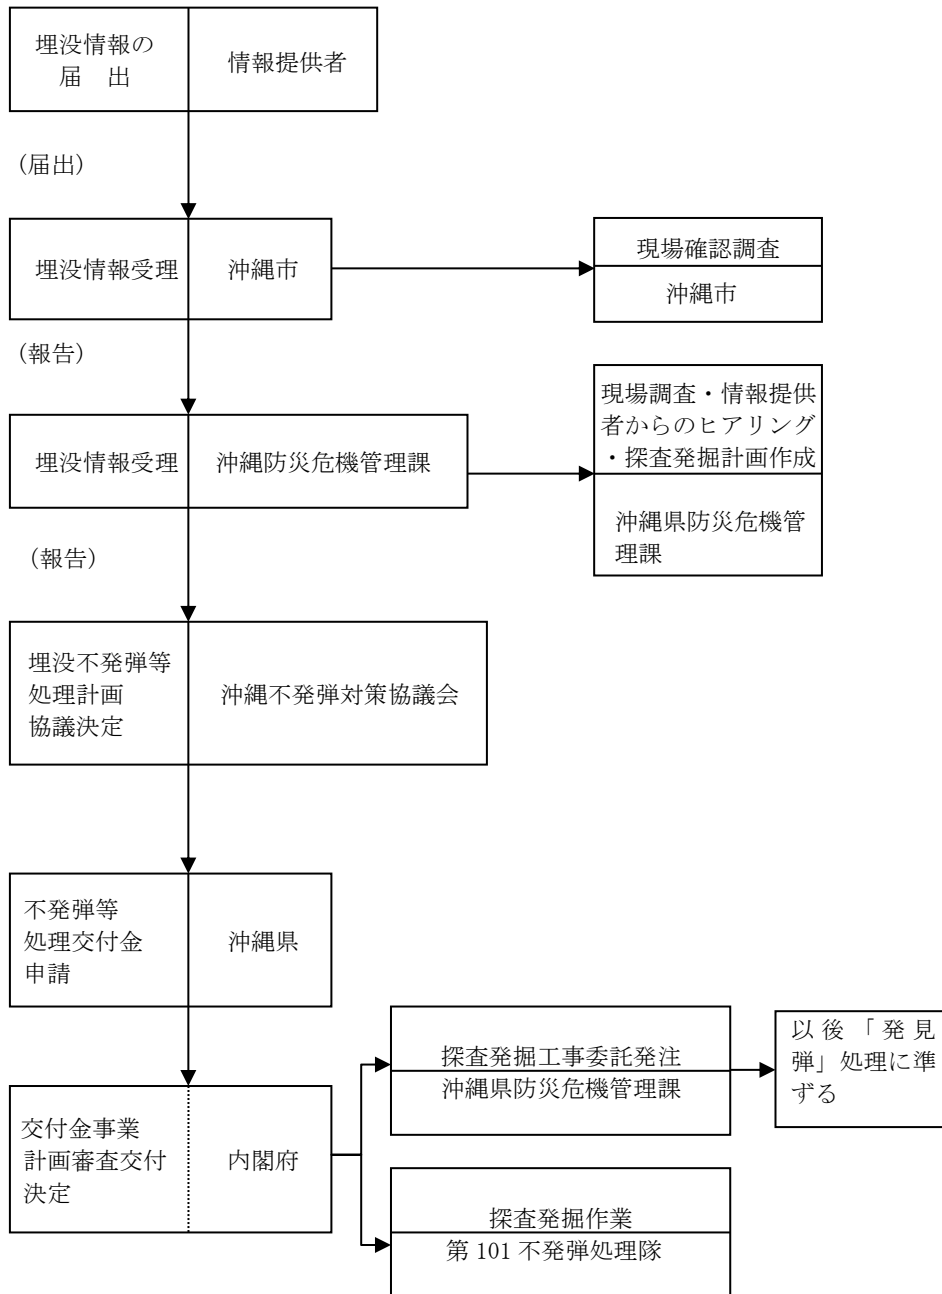 埋没情報の
届　出
情報提供者
（届出）
埋没情報受理
沖縄市
現場確認調査
沖縄市
（報告）
埋没情報受理
沖縄防災危機管理課
現場調査・情報提供
者からのヒアリング
・探査発掘計画作成
沖縄県防災危機管
理課
（報告）
埋没不発弾等
処理計画
協議決定
沖縄不発弾対策協議会
不発弾等
処理交付金
申請
沖縄県
交付金事業
計画審査交付
決定
内閣府
探査発掘工事委託発注
沖縄県防災危機管理課
以後「発見
弾」処理に準
ずる
探査発掘作業
第 101 不発弾処理隊